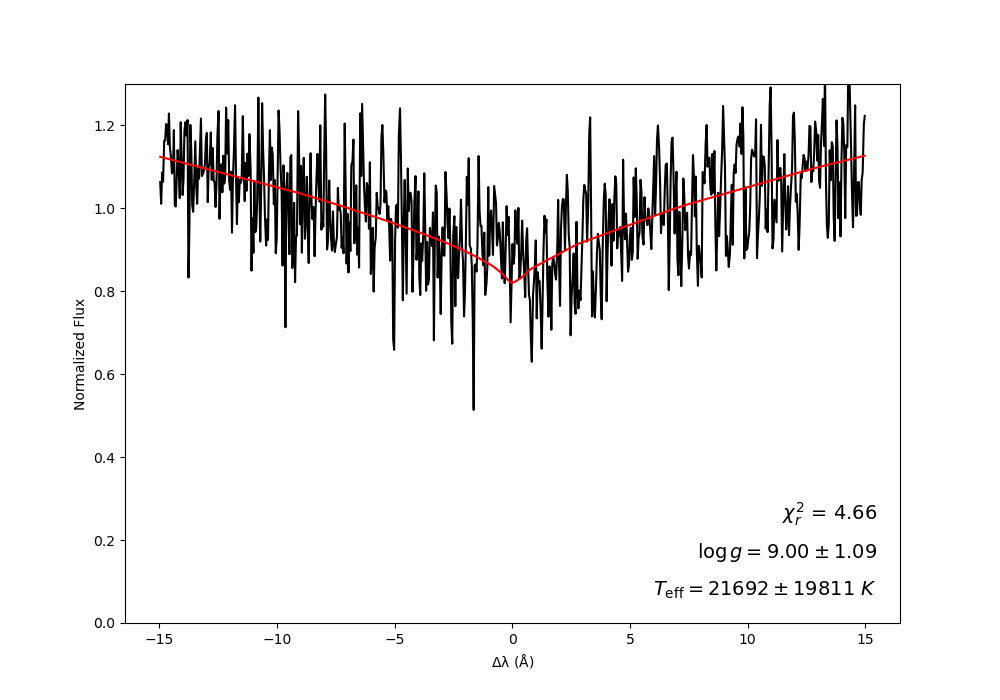 1.2
1.0
0.8
0.6
0.4
0.2
0.0
Normalized Flux
χ²ᵣ = 4.66
log g = 9.00 ± 1.09
T_eff = 21692 ± 19811 K
−15 −10 −5 0 5 10 15
Δλ (Å)